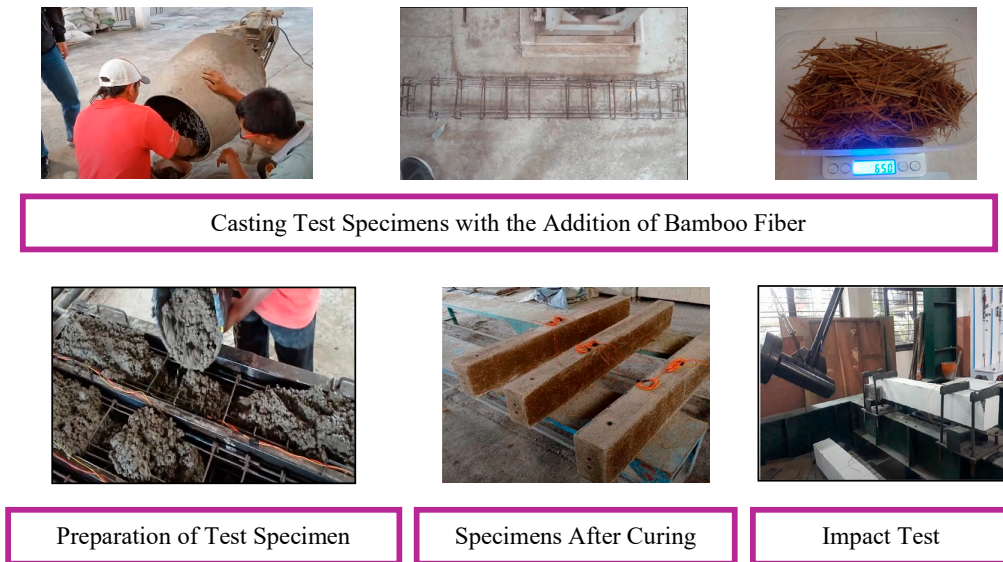 650
Casting Test Specimens with the Addition of Bamboo Fiber
Preparation of Test Specimen
Specimens After Curing
Impact Test